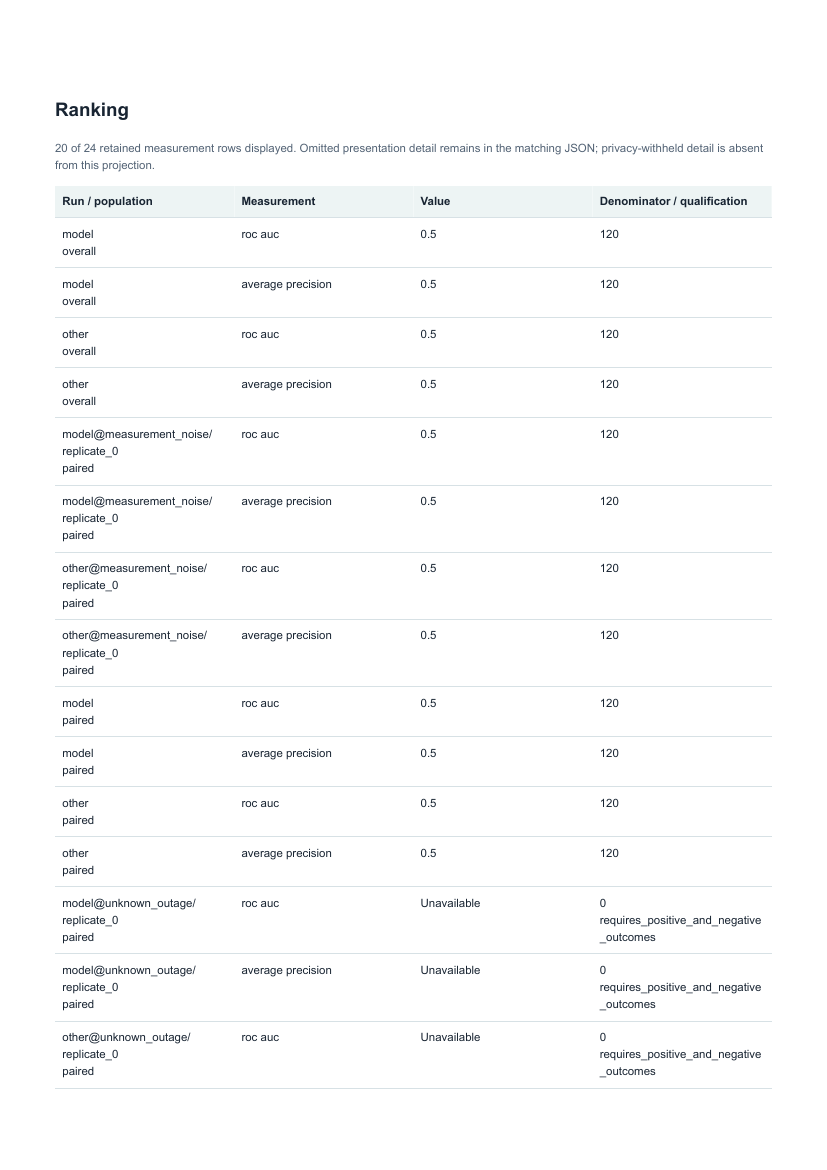 Ranking
20 of 24 retained measurement rows displayed. Omitted presentation detail remains in the matching JSON; privacy-withheld detail is absent
from this projection.
Run / population Measurement Value Denominator / qualification
model roc auc 0.5 120
overall
model average precision 0.5 120
overall
other roc auc 0.5 120
overall
other average precision 0.5 120
overall
model@measurement_noise/ roc auc 0.5 120
replicate_0
paired
model@measurement_noise/ average precision 0.5 120
replicate_0
paired
other@measurement_noise/ roc auc 0.5 120
replicate_0
paired
other@measurement_noise/ average precision 0.5 120
replicate_0
paired
model roc auc 0.5 120
paired
model average precision 0.5 120
paired
other roc auc 0.5 120
paired
other average precision 0.5 120
paired
model@unknown_outage/ roc auc Unavailable 0
replicate_0 requires_positive_and_negative
paired _outcomes
model@unknown_outage/ average precision Unavailable 0
replicate_0 requires_positive_and_negative
paired _outcomes
other@unknown_outage/ roc auc Unavailable 0
replicate_0 requires_positive_and_negative
paired _outcomes